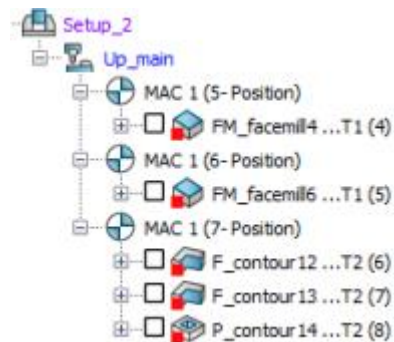 Setup_2
Up_main
MAC 1 (5- Position)
FM_facemill4 ...T1 (4)
MAC 1 (6- Position)
FM_facemill6 ...T1 (5)
MAC 1 (7- Position)
F_contour12 ...T2 (6)
F_contour13 ...T2 (7)
P_contour14 ...T2 (8)